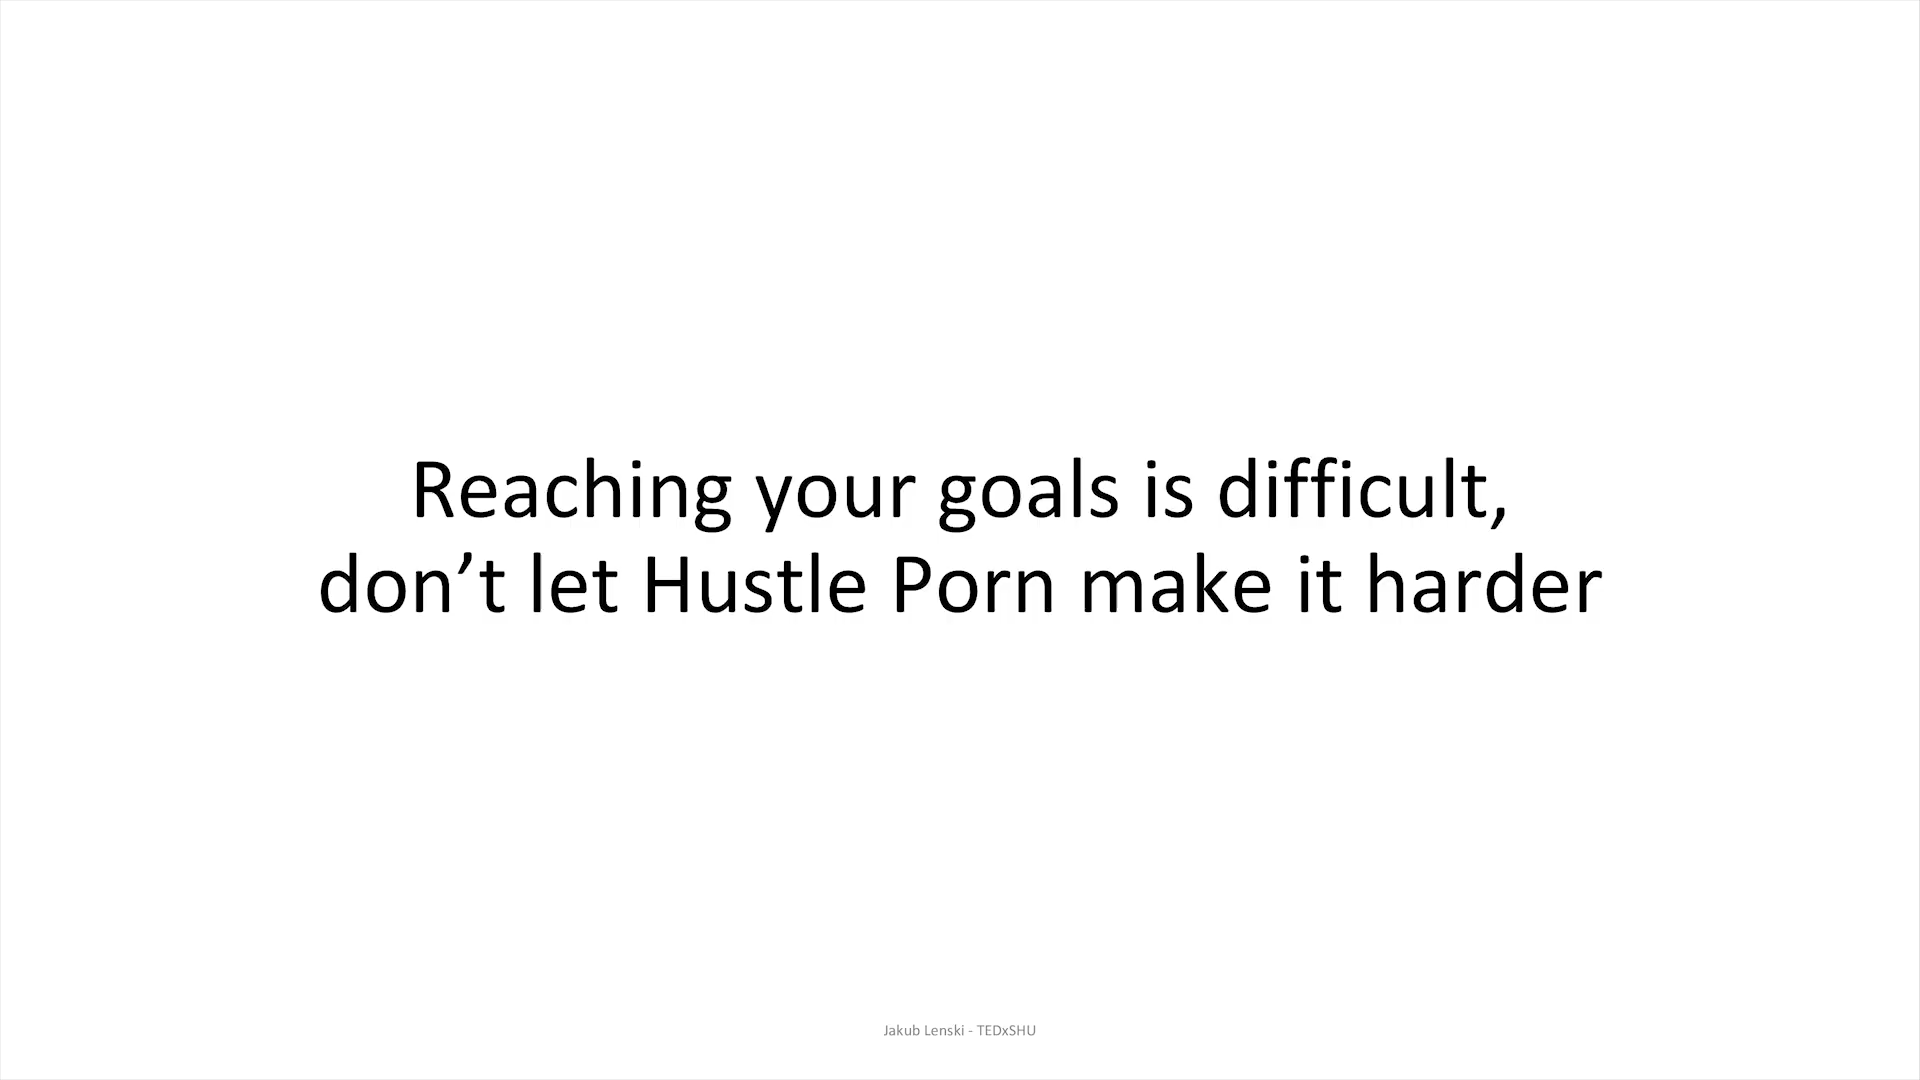 Reaching your goals is difficult,
don’t let Hustle Porn make it harder
Jakub Lenski - TEDxSHU